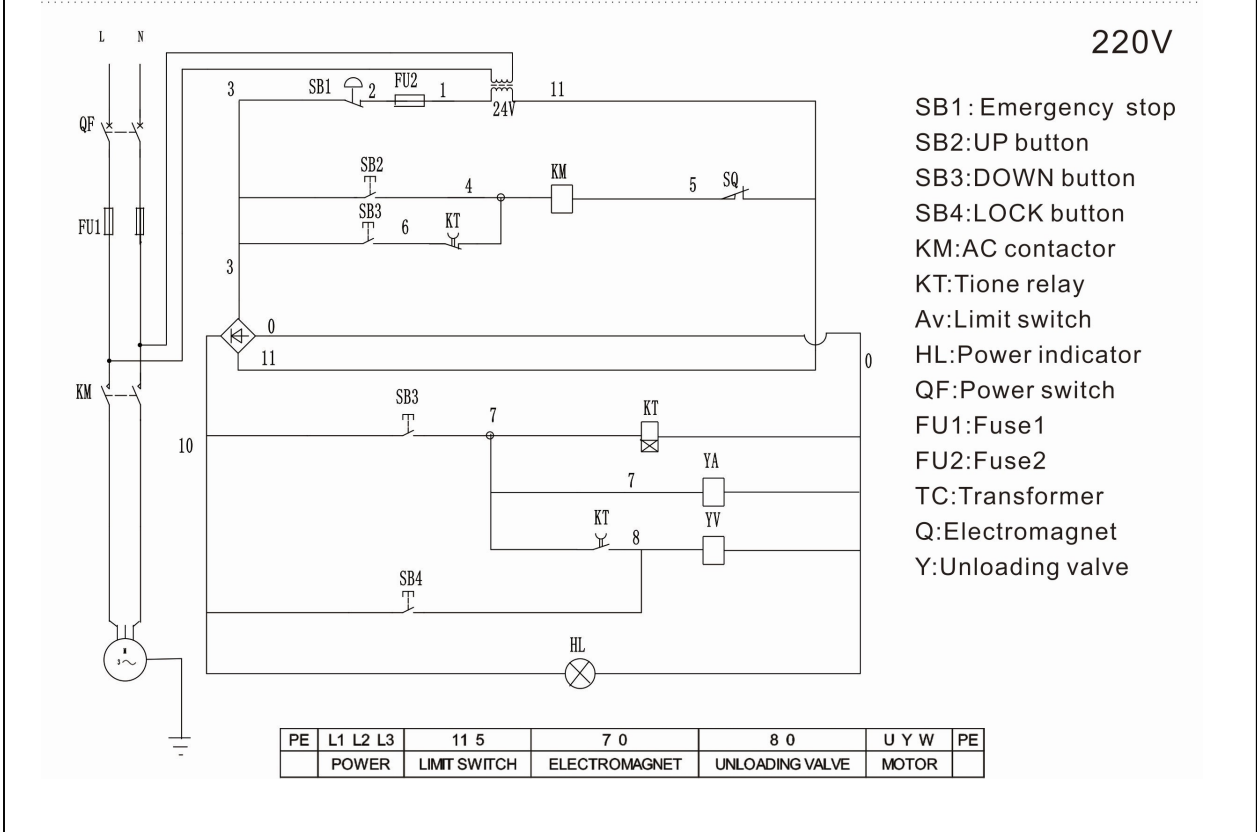 L N
220V
3 SB1 2 FU2 1 11
24V
QF
SB1: Emergency stop
SB2:UP button
SB3:DOWN button
SB4:LOCK button
KM:AC contactor
KT:Tione relay
Av:Limit switch
HL:Power indicator
QF:Power switch
FU1:Fuse1
FU2:Fuse2
TC:Transformer
Q:Electromagnet
Y:Unloading valve
SB2 4 KM 5 SQ
FU1
SB3 6 KT
3
0
11
0
KM
SB3 7 KT
10
7 YA
KT 8 YV
SB4
HL
3~
PE L1 L2 L3 11 5 7 0 8 0 U Y W PE
POWER LIMIT SWITCH ELECTROMAGNET UNLOADING VALVE MOTOR